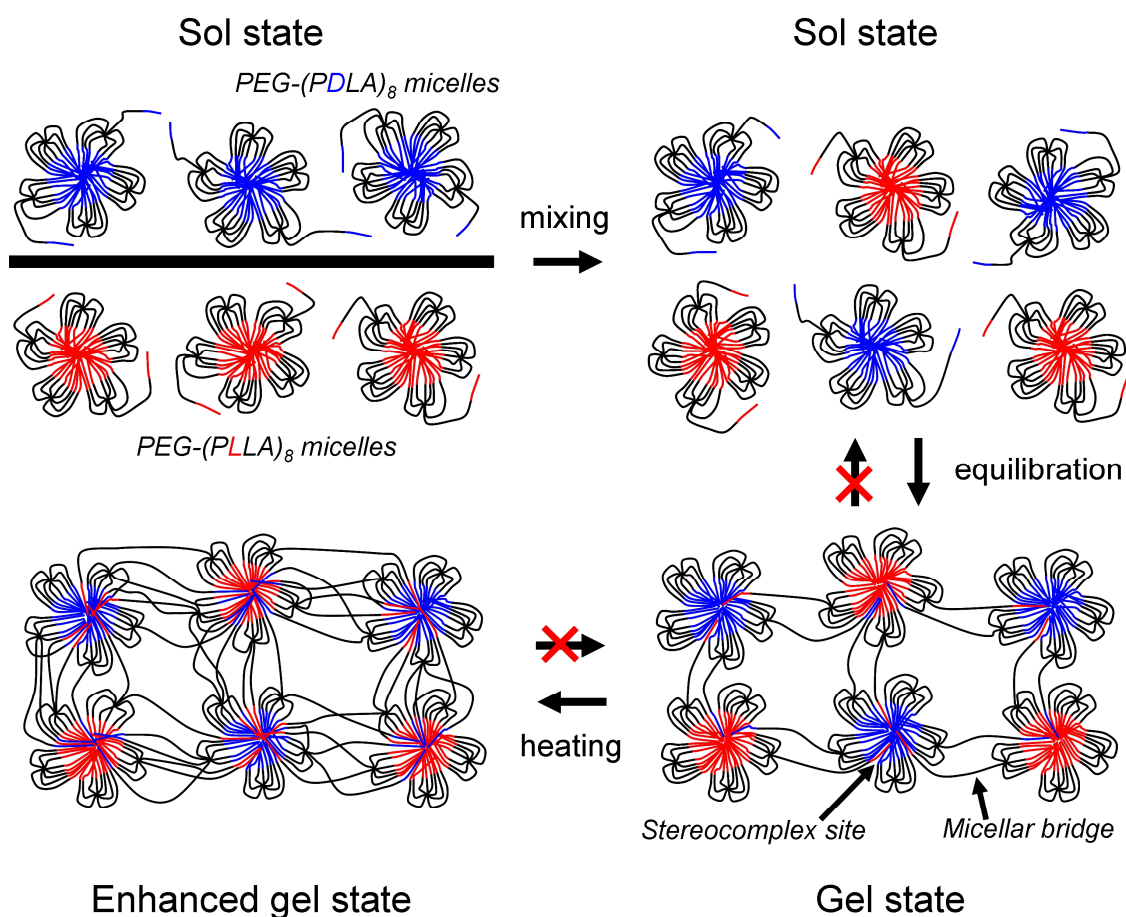 Sol state
Sol state
PEG-(PDLA)8 micelles
mixing
PEG-(PLLA)8 micelles
equilibration
heating
Stereocomplex site
Micellar bridge
Enhanced gel state
Gel state